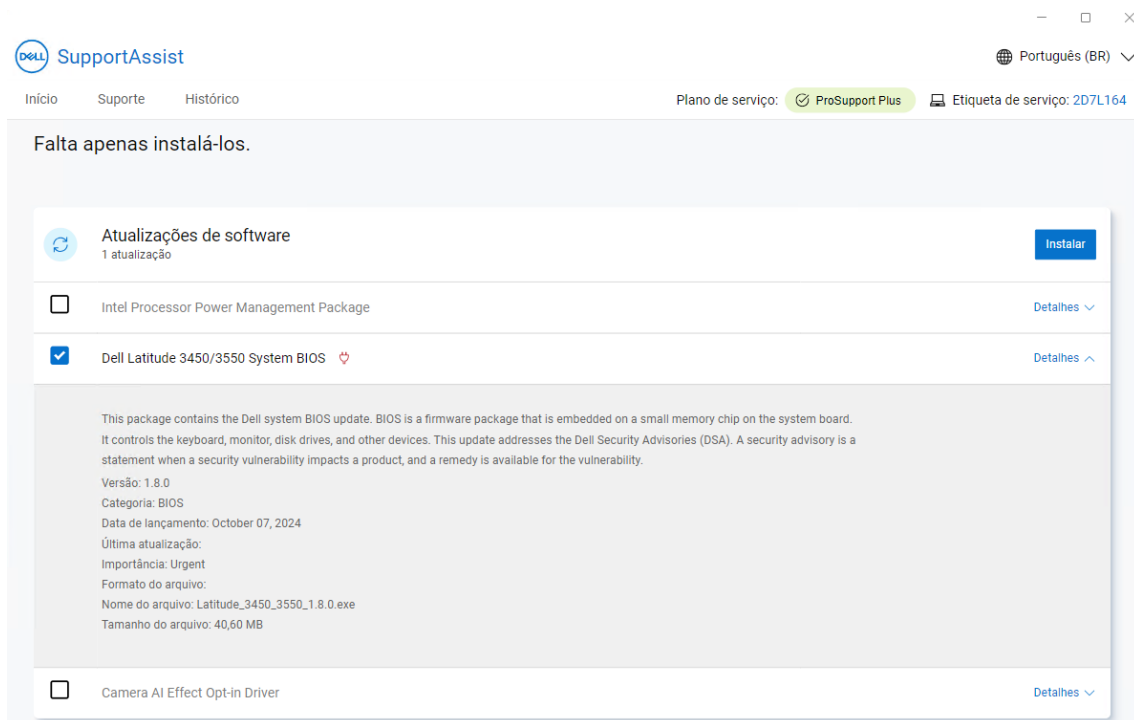 DELL SupportAssist
Português (BR)
Início Suporte Histórico
Plano de serviço: ProSupport Plus Etiqueta de serviço: 2D7L164
Falta apenas instalá-los.
Atualizações de software
1 atualização
Instalar
Intel Processor Power Management Package
Detalhes
Dell Latitude 3450/3550 System BIOS
Detalhes
This package contains the Dell system BIOS update. BIOS is a firmware package that is embedded on a small memory chip on the system board.
It controls the keyboard, monitor, disk drives, and other devices. This update addresses the Dell Security Advisories (DSA). A security advisory is a
statement when a security vulnerability impacts a product, and a remedy is available for the vulnerability.
Versão: 1.8.0
Categoria: BIOS
Data de lançamento: October 07, 2024
Última atualização:
Importância: Urgent
Formato do arquivo:
Nome do arquivo: Latitude_3450_3550_1.8.0.exe
Tamanho do arquivo: 40,60 MB
Camera AI Effect Opt-in Driver
Detalhes